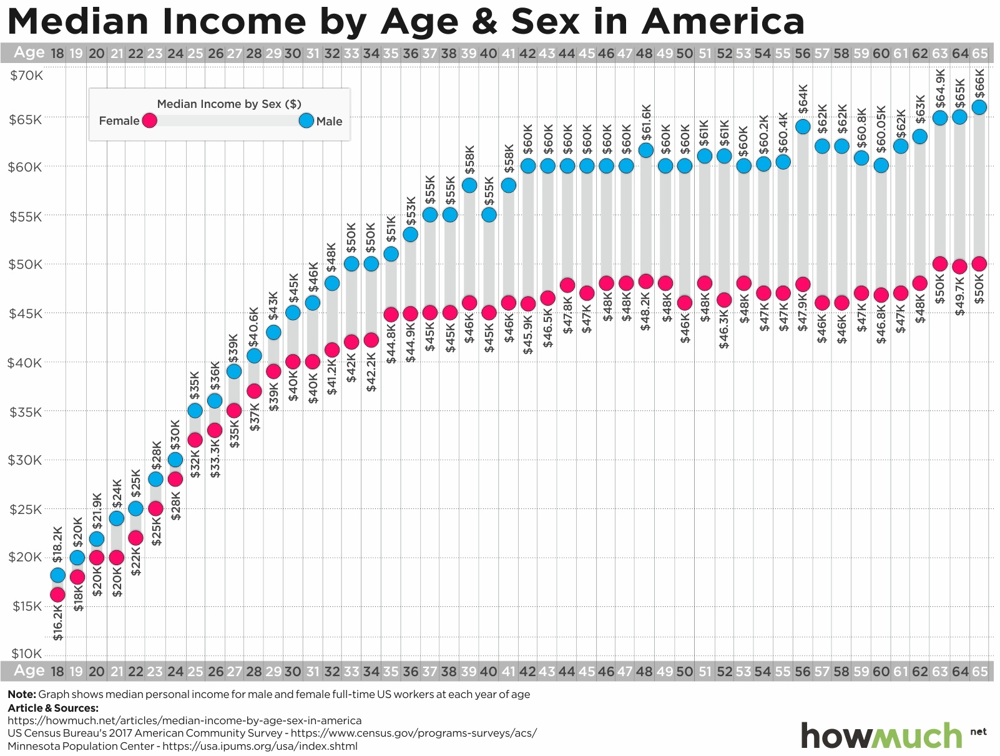 Median Income by Age & Sex in America
Age 18 19 20 21 22 23 24 25 26 27 28 29 30 31 32 33 34 35 36 37 38 39 40 41 42 43 44 45 46 47 48 49 50 51 52 53 54 55 56 57 58 59 60 61 62 63 64 65
$70K
$65K
$60K
$55K
$50K
$45K
$40K
$35K
$30K
$25K
$20K
$15K
$10K
Median Income by Sex ($)
Female Male
$18.2K $20K $21.9K $24K $25K $28K $30K $35K $36K $39K $40.6K $43K $45K $46K $48K $50K $50K $51K $53K $55K $55K $58K $55K $58K $60K $60K $60K $60K $60K $60K $61.6K $60K $60K $61K $61K $60K $60.2K $60.4K $64K $62K $62K $60.8K $60.05K $62K $63K $64.9K $65K $66K
$16.2K $18K $20K $20K $22K $25K $28K $32K $33.3K $35K $37K $39K $40K $40K $41.2K $42K $42.2K $44.8K $44.9K $45K $45K $46K $45K $46K $45.9K $46.5K $47.8K $47K $48K $48K $48.2K $48K $46K $48K $46.3K $48K $47K $47K $47.9K $46K $46K $47K $46.8K $47K $48K $50K $49.7K $50K
Age 18 19 20 21 22 23 24 25 26 27 28 29 30 31 32 33 34 35 36 37 38 39 40 41 42 43 44 45 46 47 48 49 50 51 52 53 54 55 56 57 58 59 60 61 62 63 64 65
Note: Graph shows median personal income for male and female full-time US workers at each year of age
Article & Sources:
https://howmuch.net/articles/median-income-by-age-sex-in-america
US Census Bureau's 2017 American Community Survey - https://www.census.gov/programs-surveys/acs/
Minnesota Population Center - https://usa.ipums.org/usa/index.shtml
howmuch net